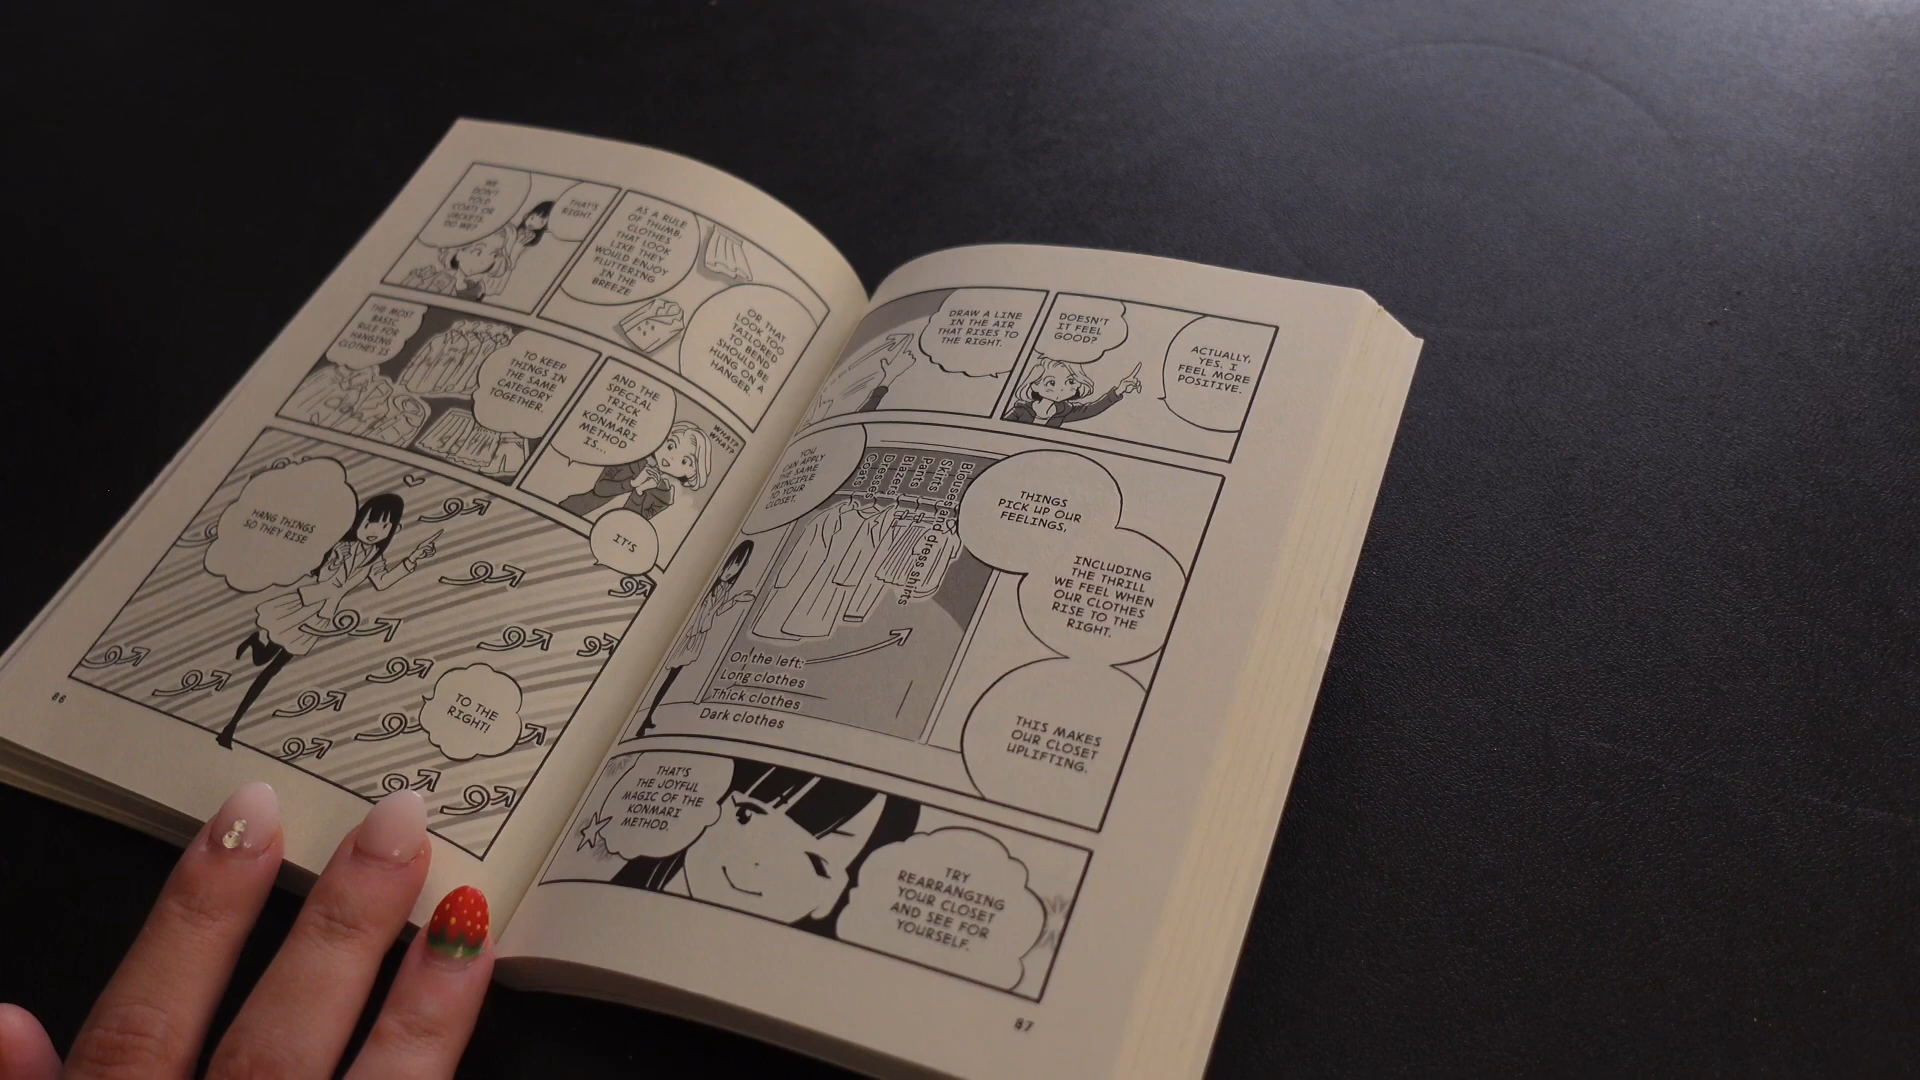 WE
DON'T
FOLD
COATS OR
JACKETS,
DO WE?
THAT'S
RIGHT.
AS A RULE
OF THUMB,
CLOTHES
THAT LOOK
LIKE THEY
WOULD ENJOY
FLUTTERING
IN THE
BREEZE
OR THAT
LOOK TOO
TAILORED
TO BEND
SHOULD BE
HUNG ON A
HANGER.
THE MOST
BASIC
RULE FOR
HANGING
CLOTHES IS
TO KEEP
THINGS IN
THE SAME
CATEGORY
TOGETHER.
AND THE
SPECIAL
TRICK
OF THE
KONMARI
METHOD
IS...
WHAT?
WHAT?
IT'S
HANG THINGS
SO THEY RISE
TO THE
RIGHT!
86
DRAW A LINE
IN THE AIR
THAT RISES TO
THE RIGHT.
DOESN'T
IT FEEL
GOOD?
ACTUALLY,
YES. I
FEEL MORE
POSITIVE.
YOU
CAN APPLY
THE SAME
PRINCIPLE
TO YOUR
CLOSET.
Coats
Dresses
Blazers
Pants
Skirts
Blouses and dress shirts
On the left:
Long clothes
Thick clothes
Dark clothes
THINGS
PICK UP OUR
FEELINGS,
INCLUDING
THE THRILL
WE FEEL WHEN
OUR CLOTHES
RISE TO THE
RIGHT.
THIS MAKES
OUR CLOSET
UPLIFTING.
THAT'S
THE JOYFUL
MAGIC OF THE
KONMARI
METHOD.
TRY
REARRANGING
YOUR CLOSET
AND SEE FOR
YOURSELF.
87